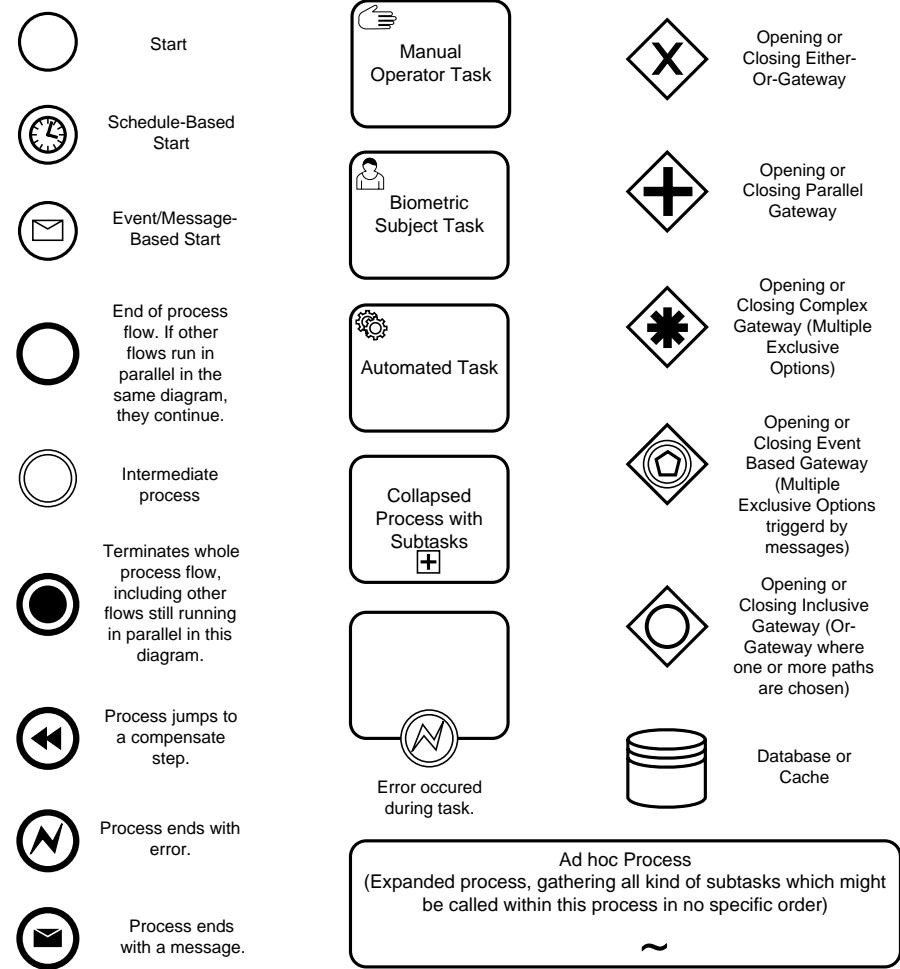 Start
Schedule-Based
Start
Event/Message-
Based Start
End of process
flow. If other
flows run in
parallel in the
same diagram,
they continue.
Intermediate
process
Terminates whole
process flow,
including other
flows still running
in parallel in this
diagram.
Process jumps to
a compensate
step.
Process ends with
error.
Process ends
with a message.
Manual
Operator Task
Biometric
Subject Task
Automated Task
Collapsed
Process with
Subtasks
Error occured
during task.
X
Opening or
Closing Either-
Or-Gateway
Opening or
Closing Parallel
Gateway
Opening or
Closing Complex
Gateway (Multiple
Exclusive
Options)
Opening or
Closing Event
Based Gateway
(Multiple
Exclusive Options
triggerd by
messages)
Opening or
Closing Inclusive
Gateway (Or-
Gateway where
one or more paths
are chosen)
Database or
Cache
Ad hoc Process
(Expanded process, gathering all kind of subtasks which might
be called within this process in no specific order)
~